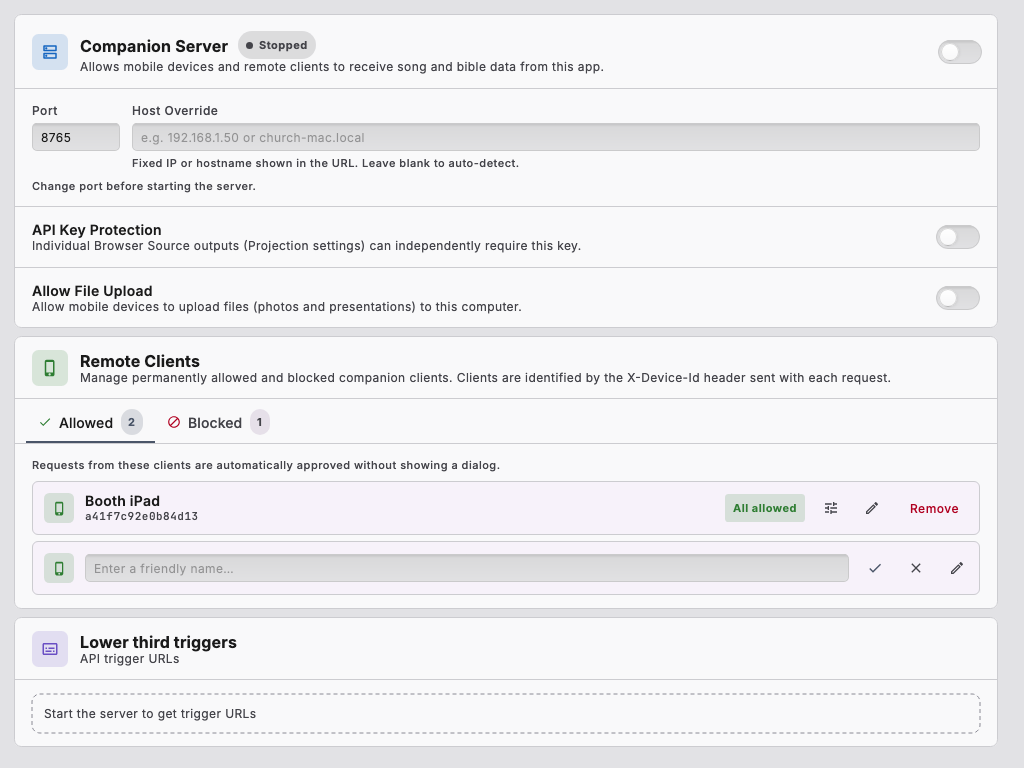 Companion Server
Stopped
Allows mobile devices and remote clients to receive song and bible data from this app.
Port
Host Override
8765
e.g. 192.168.1.50 or church-mac.local
Fixed IP or hostname shown in the URL. Leave blank to auto-detect.
Change port before starting the server.
API Key Protection
Individual Browser Source outputs (Projection settings) can independently require this key.
Allow File Upload
Allow mobile devices to upload files (photos and presentations) to this computer.
Remote Clients
Manage permanently allowed and blocked companion clients. Clients are identified by the X-Device-Id header sent with each request.
Allowed 2
Blocked 1
Requests from these clients are automatically approved without showing a dialog.
Booth iPad
a41f7c92e0b84d13
All allowed
Remove
Enter a friendly name...
Lower third triggers
API trigger URLs
Start the server to get trigger URLs